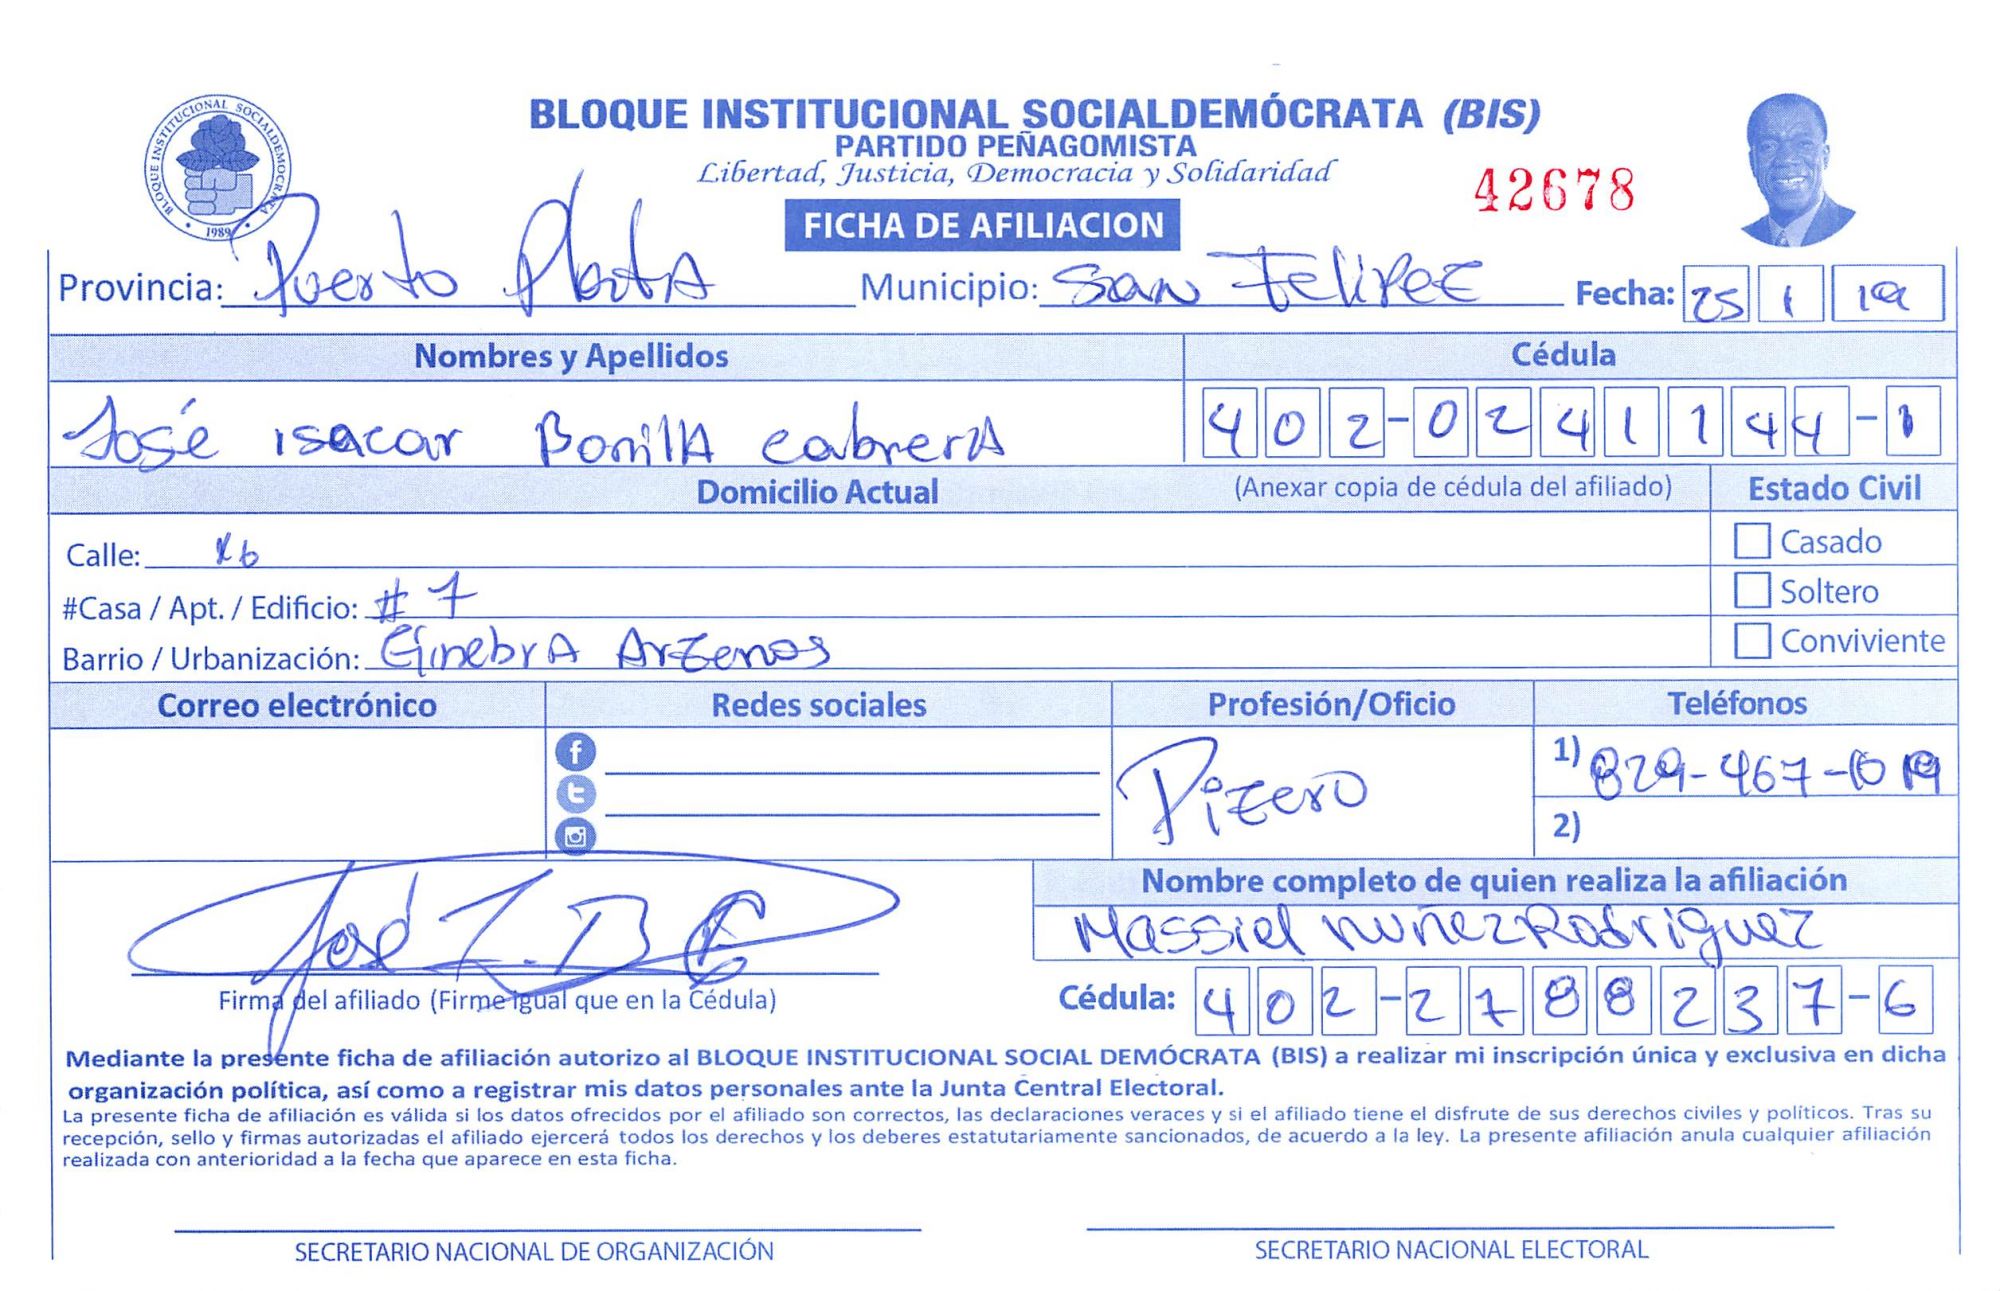 BLOQUE INSTITUCIONAL SOCIALDEMOCRATA
1989
BLOQUE INSTITUCIONAL SOCIALDEMÓCRATA (BIS)
PARTIDO PEÑAGOMISTA
Libertad, Justicia, Democracia y Solidaridad
42678
FICHA DE AFILIACION
Provincia: Puerto Plata Municipio: San Felipe Fecha: 25 1 19
Nombres y Apellidos Cédula
José isacar Bonilla cabrera 402-0241144-1
Domicilio Actual (Anexar copia de cédula del afiliado) Estado Civil
Calle: Casado
#Casa / Apt. / Edificio: #7 Soltero
Barrio / Urbanización: Ginebra Arzenos Conviviente
Correo electrónico Redes sociales Profesión/Oficio Teléfonos
Pizero
1) 829-467-1019
2)
Nombre completo de quien realiza la afiliación
Massiel nuñez Rodriguez
José I. B C
Firma del afiliado (Firme igual que en la Cédula) Cédula: 402-2788237-6
Mediante la presente ficha de afiliación autorizo al BLOQUE INSTITUCIONAL SOCIAL DEMÓCRATA (BIS) a realizar mi inscripción única y exclusiva en dicha
organización política, así como a registrar mis datos personales ante la Junta Central Electoral.
La presente ficha de afiliación es válida si los datos ofrecidos por el afiliado son correctos, las declaraciones veraces y si el afiliado tiene el disfrute de sus derechos civiles y políticos. Tras su
recepción, sello y firmas autorizadas el afiliado ejercerá todos los derechos y los deberes estatutariamente sancionados, de acuerdo a la ley. La presente afiliación anula cualquier afiliación
realizada con anterioridad a la fecha que aparece en esta ficha.
SECRETARIO NACIONAL DE ORGANIZACIÓN SECRETARIO NACIONAL ELECTORAL